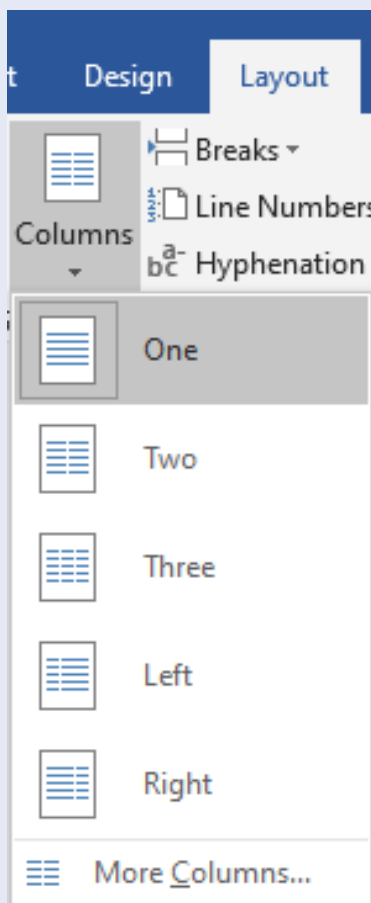 t Design Layout
Breaks
Line Numbers
Columns
Hyphenation
One
Two
Three
Left
Right
More Columns...